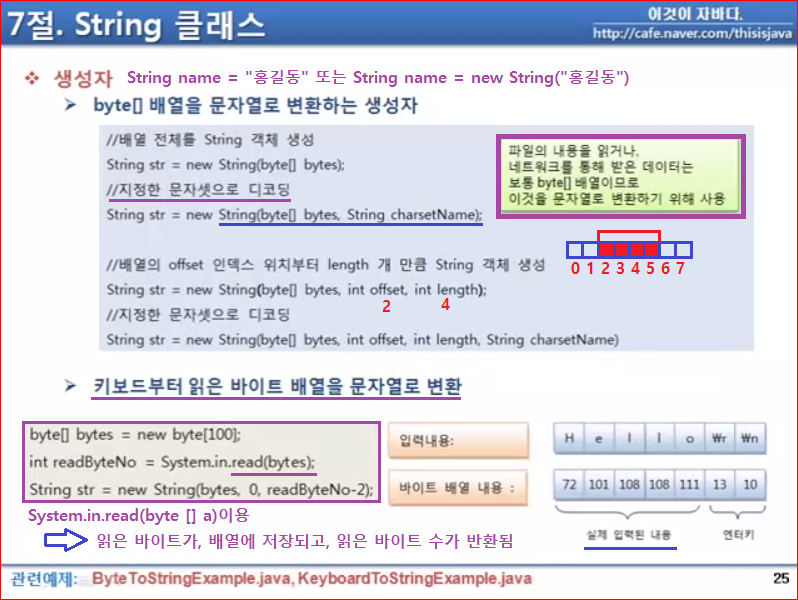 7절. String 클래스
이것이 자바다.
http://cafe.naver.com/thisisjava
❖ 생성자 String name = "홍길동" 또는 String name = new String("홍길동")
➢ byte[] 배열을 문자열로 변환하는 생성자
//배열 전체를 String 객체 생성
String str = new String(byte[] bytes);
//지정한 문자셋으로 디코딩
String str = new String(byte[] bytes, String charsetName);
파일의 내용을 읽거나,
네트워크를 통해 받은 데이터는
보통 byte[] 배열이므로
이것을 문자열로 변환하기 위해 사용
0 1 2 3 4 5 6 7
//배열의 offset 인덱스 위치부터 length 개 만큼 String 객체 생성
String str = new String(byte[] bytes, int offset, int length);
2 4
//지정한 문자셋으로 디코딩
String str = new String(byte[] bytes, int offset, int length, String charsetName)
➢ 키보드부터 읽은 바이트 배열을 문자열로 변환
byte[] bytes = new byte[100];
int readByteNo = System.in.read(bytes);
String str = new String(bytes, 0, readByteNo-2);
입력내용:
H e l l o ₩r ₩n
바이트 배열 내용 :
72 101 108 108 111 13 10
실제 입력된 내용
엔터키
System.in.read(byte [] a)이용
읽은 바이트가, 배열에 저장되고, 읽은 바이트 수가 반환됨
관련예제: ByteToStringExample.java, KeyboardToStringExample.java
25